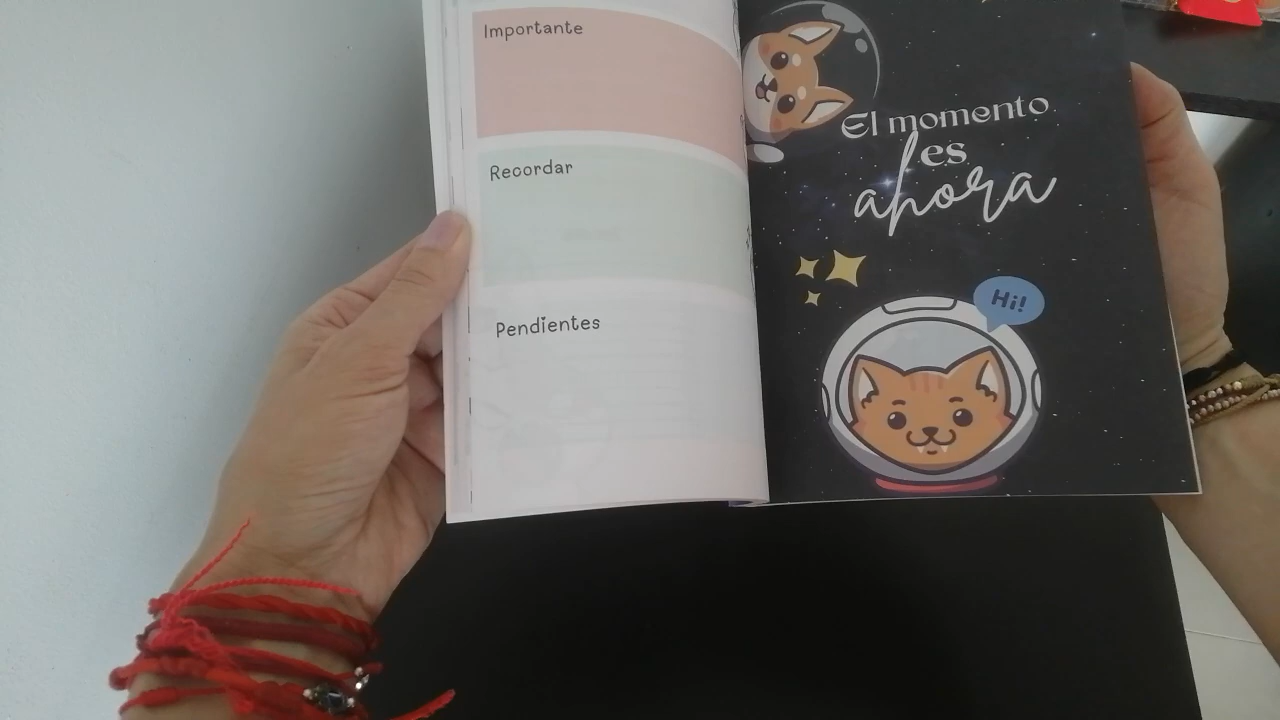 Importante
Recordar
Pendientes
El momento
es
ahora
Hi!